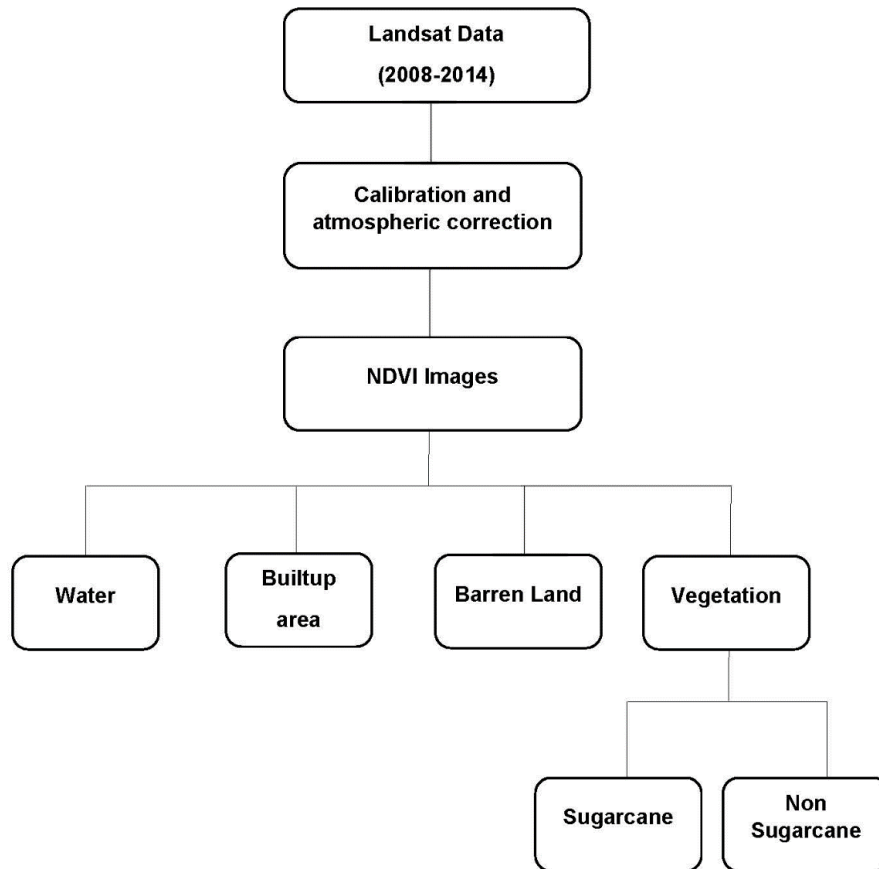 Landsat Data
(2008-2014)
Calibration and
atmospheric correction
NDVI Images
Water
Builtup
area
Barren Land
Vegetation
Sugarcane
Non
Sugarcane